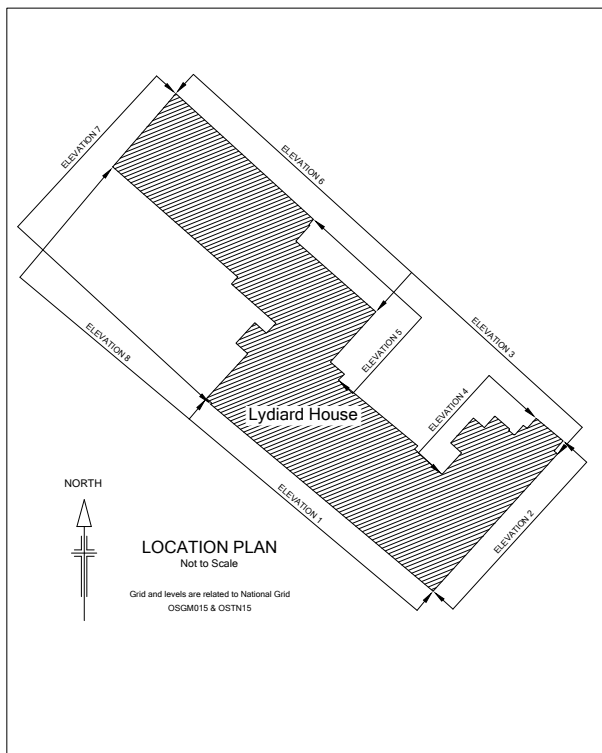 ELEVATION 7
ELEVATION 6
ELEVATION 3
ELEVATION 5
ELEVATION 8
ELEVATION 4
Lydiard House
ELEVATION 1
ELEVATION 2
NORTH
LOCATION PLAN
Not to Scale
Grid and levels are related to National Grid
OSGM015 & OSTN15